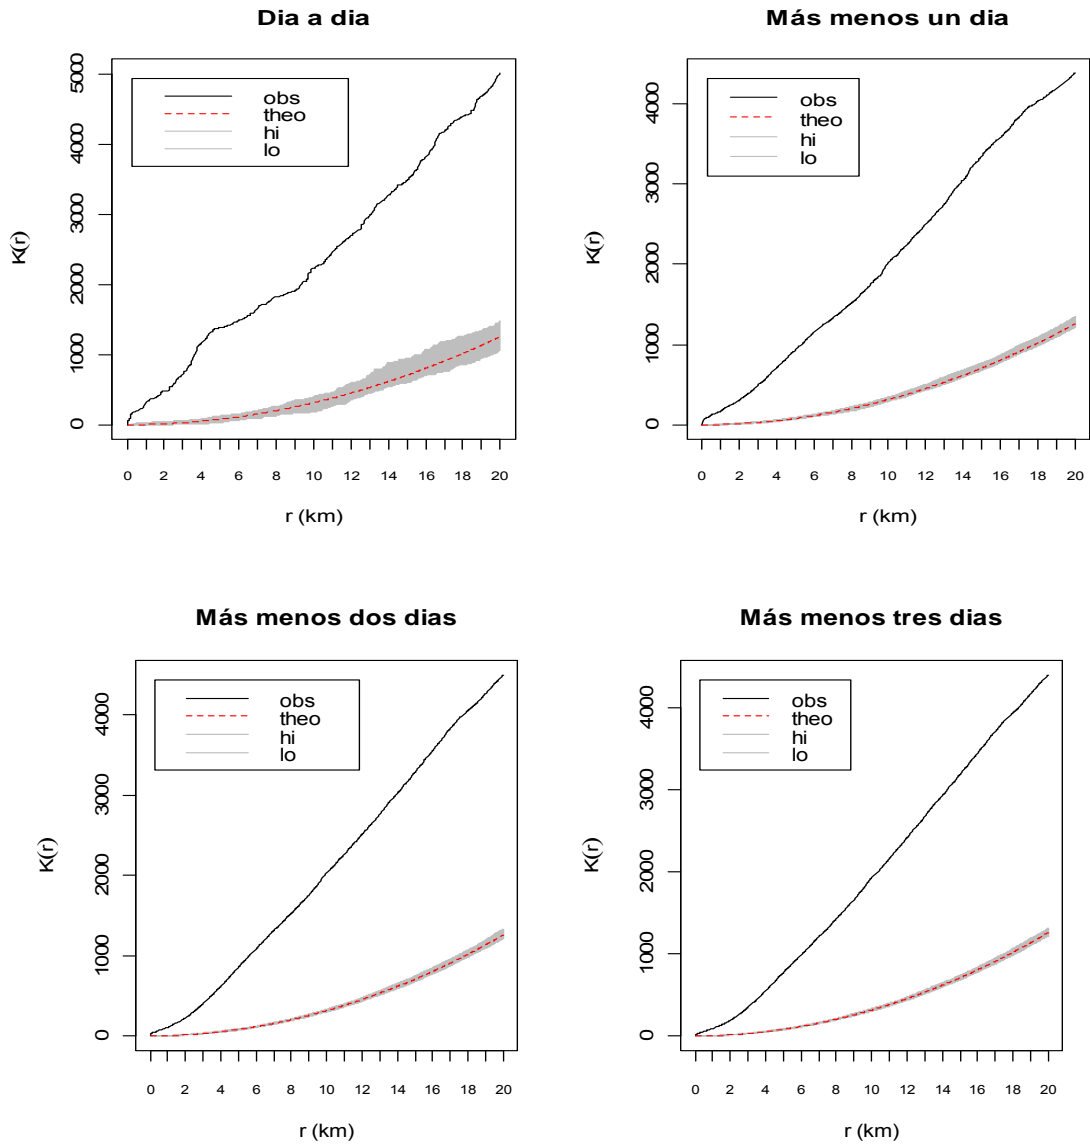 Dia a dia
obs
theo
hi
lo
K(r)
0 1000 2000 3000 4000 5000
0 2 4 6 8 10 12 14 16 18 20
r (km)
Más menos un dia
obs
theo
hi
lo
K(r)
0 1000 2000 3000 4000
0 2 4 6 8 10 12 14 16 18 20
r (km)
Más menos dos dias
obs
theo
hi
lo
K(r)
0 1000 2000 3000 4000
0 2 4 6 8 10 12 14 16 18 20
r (km)
Más menos tres dias
obs
theo
hi
lo
K(r)
0 1000 2000 3000 4000
0 2 4 6 8 10 12 14 16 18 20
r (km)